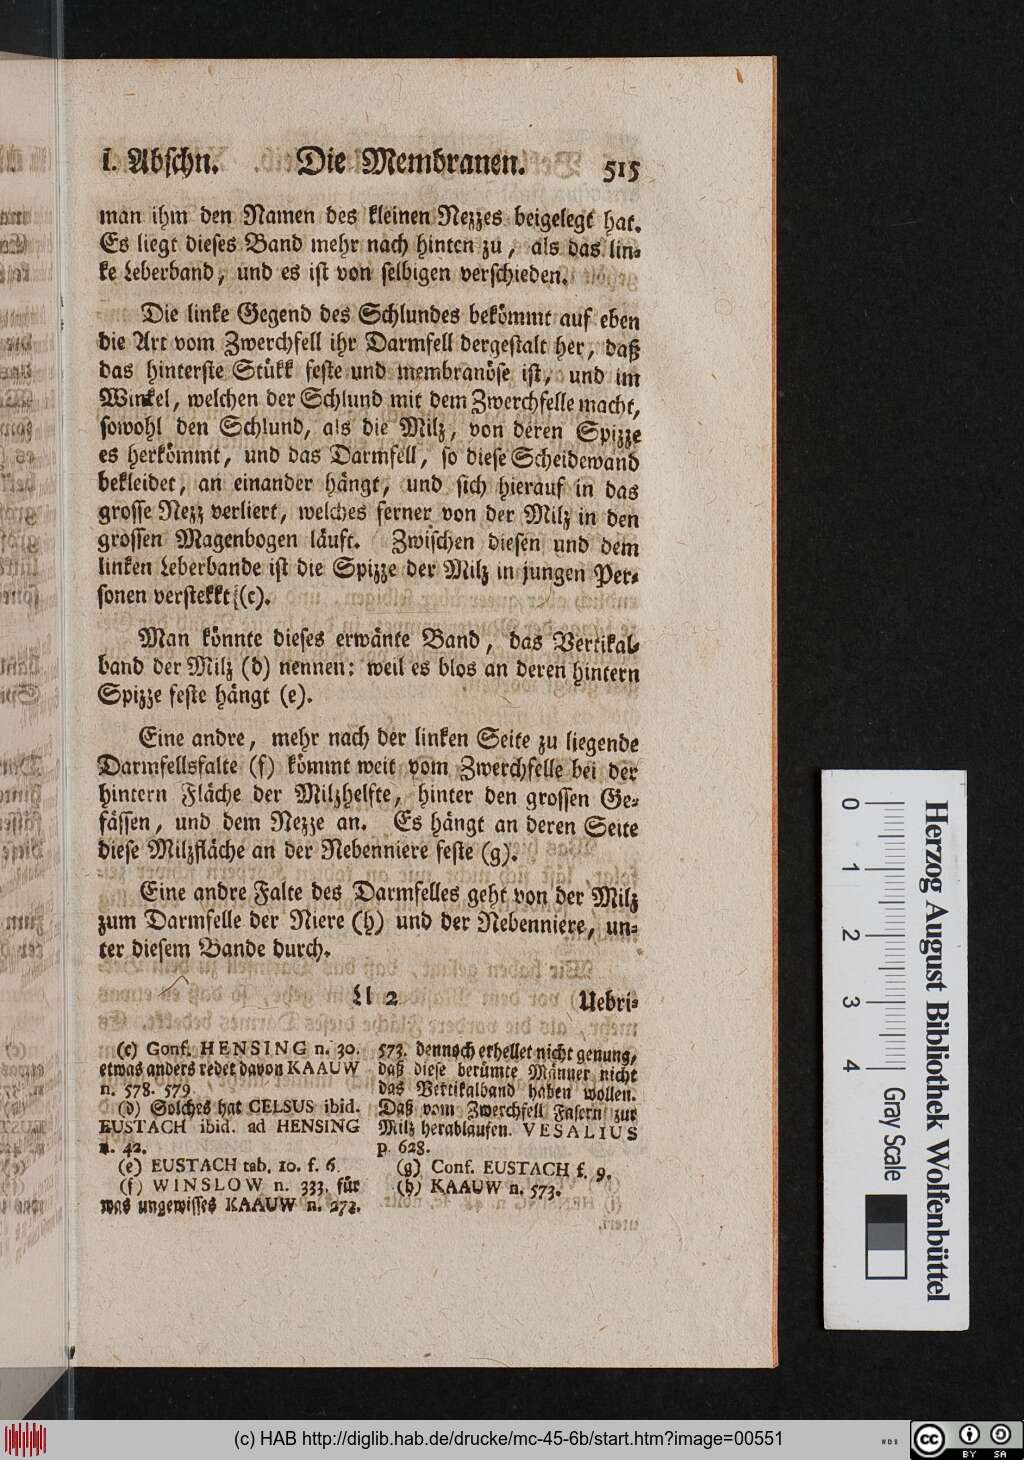 I. Abschn. Die Membranen. 515
man ihm den Namen des kleinen Nezzes beigelegt hat.
Es liegt dieses Band mehr nach hinten zu, als das lin-
ke Leberband, und es ist von selbigen verschieden.
Die linke Gegend des Schlundes bekömmt auf eben
die Art vom Zwerchfell ihr Darmfell dergestalt her, daß
das hinterste Stükk feste und membranöse ist, und im
Winkel, welchen der Schlund mit dem Zwerchfelle macht,
sowohl den Schlund, als die Milz, von deren Spizze
es herkömmt, und das Darmfell, so diese Scheidewand
bekleidet, an einander hängt, und sich hierauf in das
grosse Nezz verliert, welches ferner von der Milz in den
grossen Magenbogen läuft. Zwischen diesen und dem
linken Leberbande ist die Spizze der Milz in jungen Per-
sonen verstekkt (c).
Man könnte dieses erwänte Band, das Vertikal-
band der Milz (d) nennen: weil es blos an deren hintern
Spizze feste hängt (e).
Eine andre, mehr nach der linken Seite zu liegende
Darmfellsfalte (f) kömmt weit vom Zwerchfelle bei der
hintern Fläche der Milzhelfte, hinter den grossen Ge-
fässen, und dem Nezze an. Es hängt an deren Seite
diese Milzfläche an der Nebenniere feste (g).
Eine andre Falte des Darmfelles geht von der Milz
zum Darmfelle der Niere (h) und der Nebenniere, un-
ter diesem Bande durch.
Ll 2 Uebri-
(c) Conf. HENSING n. 30.
etwas anders redet davon KAAUW
n. 578. 579.
(d) Solches hat CELSUS ibid.
EUSTACH ibid. ad HENSING
n. 42.
(e) EUSTACH tab. 10. f. 6.
(f) WINSLOW n. 333. für
was ungewisses KAAUW n. 272.
573. dennoch erhellet nicht genung,
daß diese berümte Männer nicht
das Vertikalband haben wollen.
Daß vom Zwerchfell Fasern zur
Milz herablaufen. VESALIUS
p. 628.
(g) Conf. EUSTACH f. 9.
(h) KAAUW n. 573.
0 1 2 3 4
Herzog August Bibliothek Wolfenbüttel
Gray Scale
(c) HAB http://diglib.hab.de/drucke/mc-45-6b/start.htm?image=00551
cc BY SA